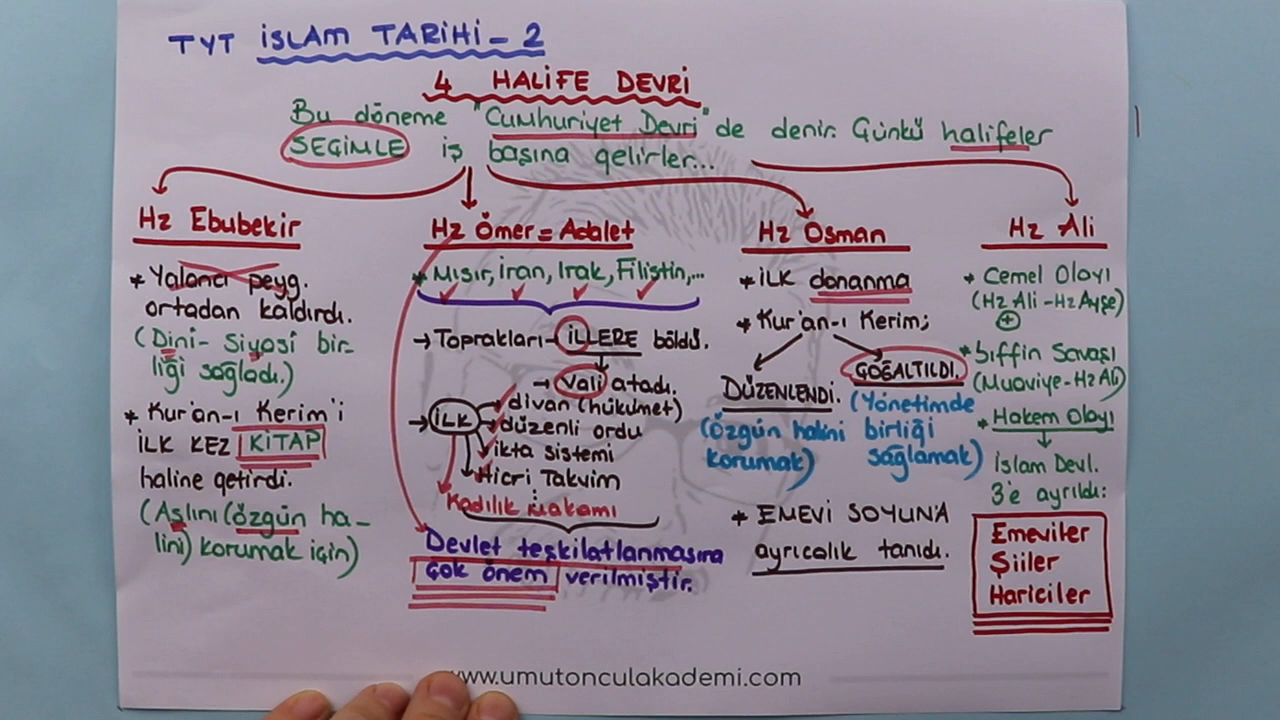 TYT İSLAM TARİHİ - 2
4 HALİFE DEVRİ
Bu döneme "Cumhuriyet Devri" de denir. Günkü halifeler
SEÇİMLE iş başına gelirler...
Hz Ebubekir
* Yalancı peyg.
ortadan kaldırdı.
(Dini - Siyasi bir-
liği sağladı.)
* Kur'an-ı Kerim'i
İLK KEZ KİTAP
haline getirdi.
(Aslını (özgün ha-
lini) korumak için)
Hz Ömer = Adalet
* Mısır, İran, Irak, Filistin,...
→ Toprakları İLLERE böldü.
→ Vali atadı.
→ İLK → divan (hükümet)
düzenli ordu
ikta sistemi
Hicri Takvim
Kadılık makamı
Devlet teşkilatlanmasına
çok önem verilmiştir.
Hz Osman
* İLK donanma
* Kur'an-ı Kerim;
DÜZENLENDİ.
(Özgün halini
korumak)
ÇOĞALTILDI.
(Yönetimde
birliği
sağlamak)
* EMEVİ SOYUNA
ayrıcalık tanıdı.
Hz Ali
* Cemel Olayı
(Hz Ali - Hz Ayşe)
+
* Sıffin Savaşı
(Muaviye - Hz Ali)
* Hakem Olayı
İslam Devl.
3'e ayrıldı:
Emeviler
Şiiler
Hariciler
www.umutonculakademi.com